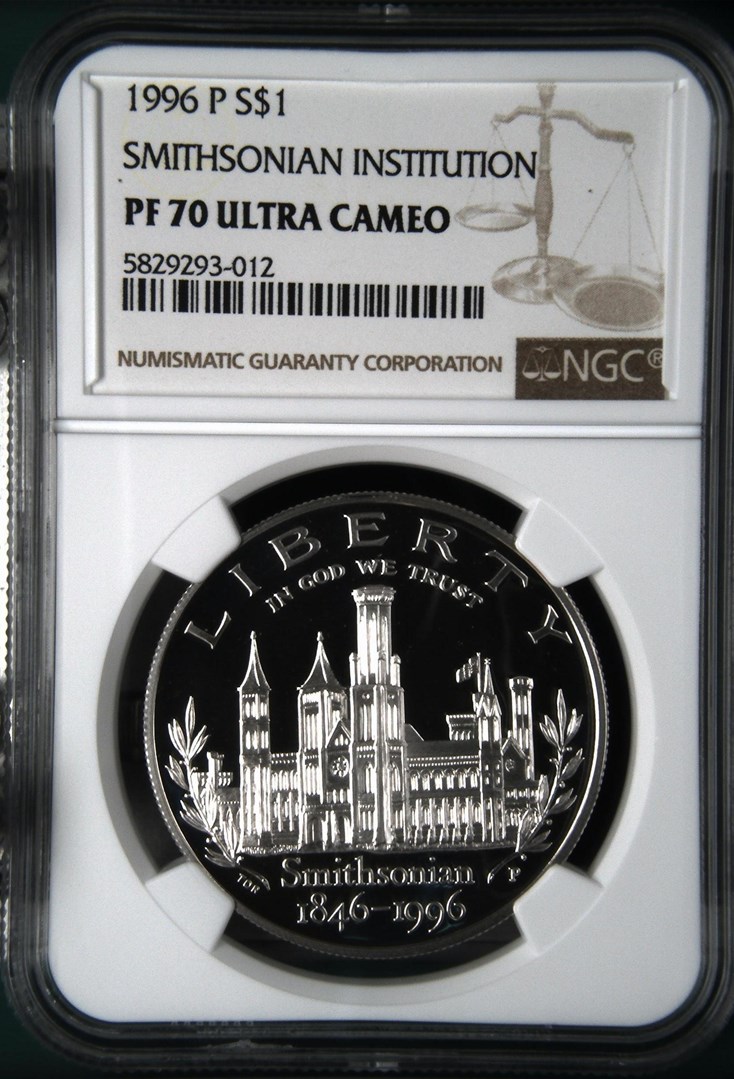 1996 P S$1
SMITHSONIAN INSTITUTION
PF 70 ULTRA CAMEO
5829293-012
NUMISMATIC GUARANTY CORPORATION
NGC®
LIBERTY
IN GOD WE TRUST
TDR
Smithsonian
P
1846-1996